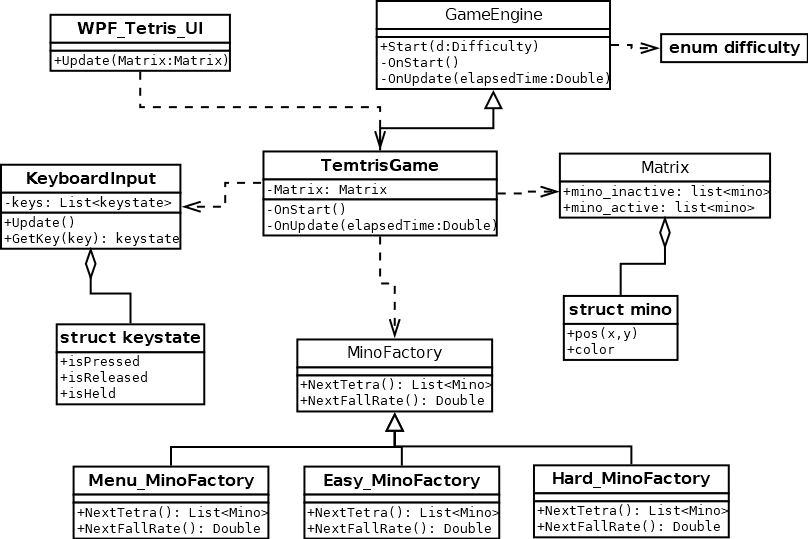 GameEngine
+Start(d:Difficulty)
-OnStart()
-OnUpdate(elapsedTime:Double)
WPF_Tetris_UI
+Update(Matrix:Matrix)
enum difficulty
TemtrisGame
-Matrix: Matrix
-OnStart()
-OnUpdate(elapsedTime:Double)
KeyboardInput
-keys: List<keystate>
+Update()
+GetKey(key): keystate
Matrix
+mino_inactive: list<mino>
+mino_active: list<mino>
struct keystate
+isPressed
+isReleased
+isHeld
struct mino
+pos(x,y)
+color
MinoFactory
+NextTetra(): List<Mino>
+NextFallRate(): Double
Menu_MinoFactory
+NextTetra(): List<Mino>
+NextFallRate(): Double
Easy_MinoFactory
+NextTetra(): List<Mino>
+NextFallRate(): Double
Hard_MinoFactory
+NextTetra(): List<Mino>
+NextFallRate(): Double